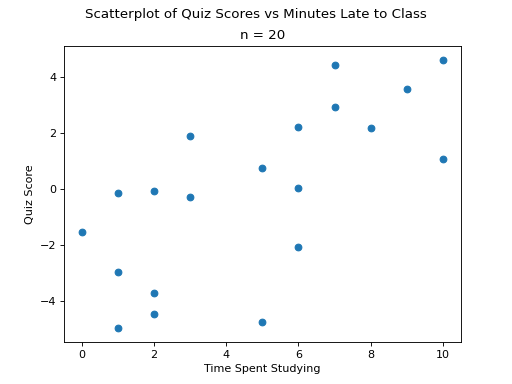 Scatterplot of Quiz Scores vs Minutes Late to Class
n = 20
4
2
0
−2
−4
Quiz Score
0 2 4 6 8 10
Time Spent Studying